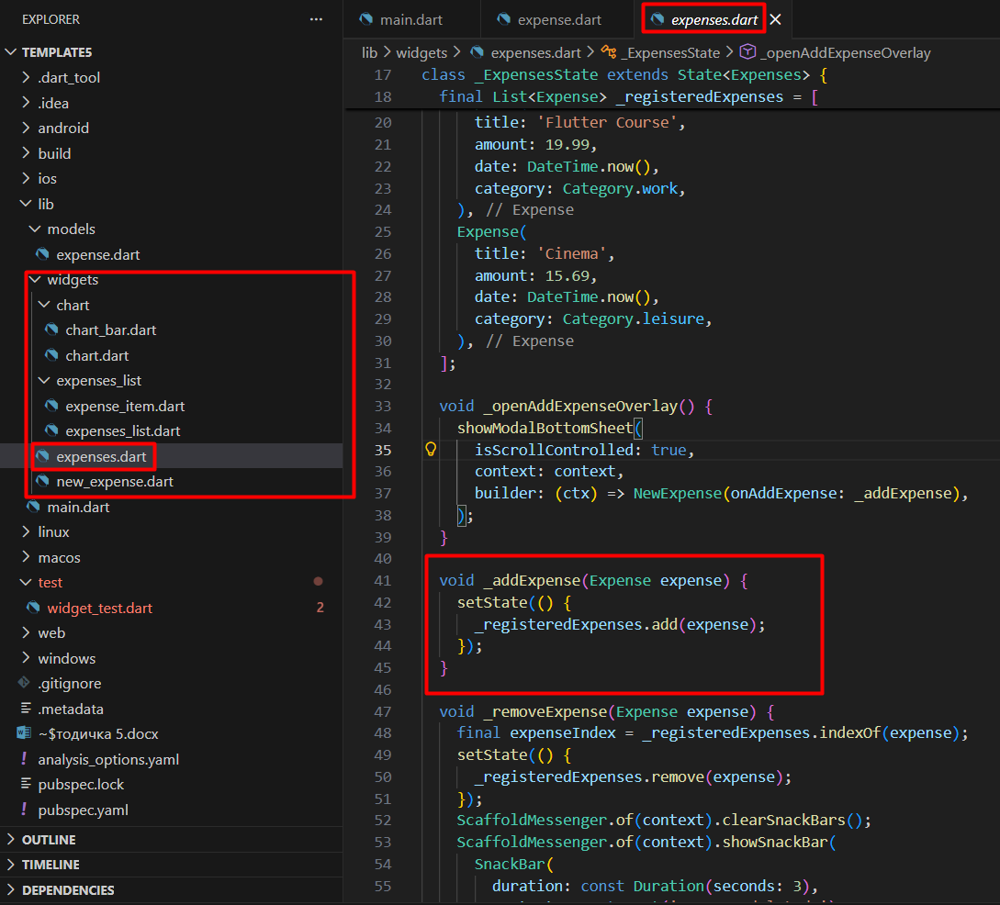 EXPLORER
TEMPLATES
.dart_tool
.idea
android
build
ios
lib
models
expense.dart
widgets
chart
chart_bar.dart
chart.dart
expenses_list
expense_item.dart
expenses_list.dart
expenses.dart
new_expense.dart
main.dart
linux
macos
test
widget_test.dart 2
web
windows
.gitignore
.metadata
~$тодичка 5.docx
analysis_options.yaml
pubspec.lock
pubspec.yaml
OUTLINE
TIMELINE
DEPENDENCIES
main.dart expense.dart expenses.dart
lib > widgets > expenses.dart > _ExpensesState > _openAddExpenseOverlay
17 class _ExpensesState extends State<Expenses> {
18 final List<Expense> _registeredExpenses = [
20 title: 'Flutter Course',
21 amount: 19.99,
22 date: DateTime.now(),
23 category: Category.work,
24 ), // Expense
25 Expense(
26 title: 'Cinema',
27 amount: 15.69,
28 date: DateTime.now(),
29 category: Category.leisure,
30 ), // Expense
31 ];
32
33 void _openAddExpenseOverlay() {
34 showModalBottomSheet(
35 isScrollControlled: true,
36 context: context,
37 builder: (ctx) => NewExpense(onAddExpense: _addExpense),
38 );
39 }
40
41 void _addExpense(Expense expense) {
42 setState(() {
43 _registeredExpenses.add(expense);
44 });
45 }
46
47 void _removeExpense(Expense expense) {
48 final expenseIndex = _registeredExpenses.indexOf(expense);
49 setState(() {
50 _registeredExpenses.remove(expense);
51 });
52 ScaffoldMessenger.of(context).clearSnackBars();
53 ScaffoldMessenger.of(context).showSnackBar(
54 SnackBar(
55 duration: const Duration(seconds: 3),